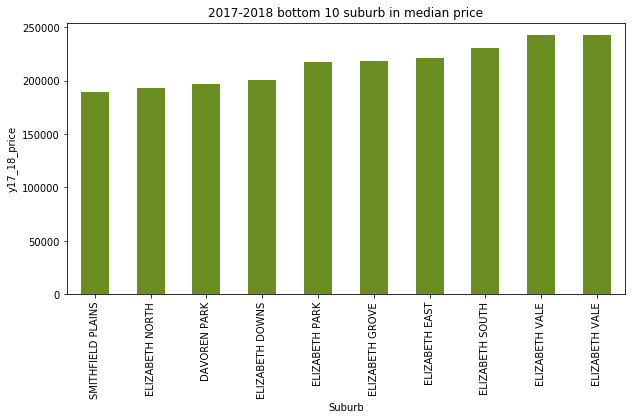 2017-2018 bottom 10 suburb in median price
250000
200000
150000
100000
50000
0
y17_18_price
SMITHFIELD PLAINS
ELIZABETH NORTH
DAVOREN PARK
ELIZABETH DOWNS
ELIZABETH PARK
ELIZABETH GROVE
ELIZABETH EAST
ELIZABETH SOUTH
ELIZABETH VALE
ELIZABETH VALE
Suburb